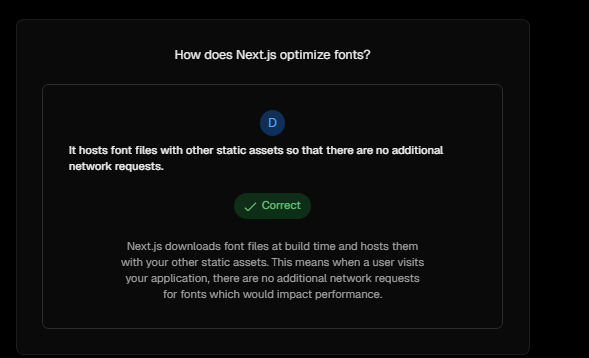 How does Next.js optimize fonts?
D
It hosts font files with other static assets so that there are no additional
network requests.
Correct
Next.js downloads font files at build time and hosts them
with your other static assets. This means when a user visits
your application, there are no additional network requests
for fonts which would impact performance.